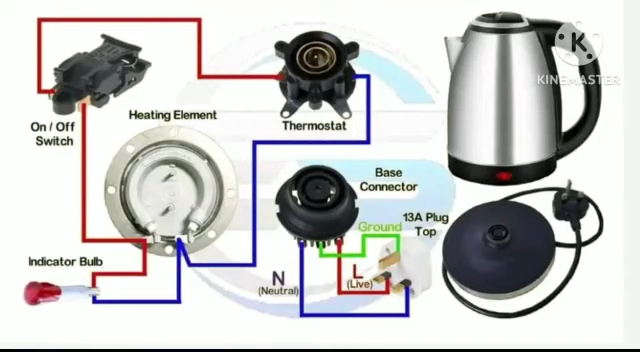 K
KINEMASTER
On / Off
Switch
Heating Element
Thermostat
Base
Connector
Ground
13A Plug
Top
Indicator Bulb
N
(Neutral)
L
(Live)